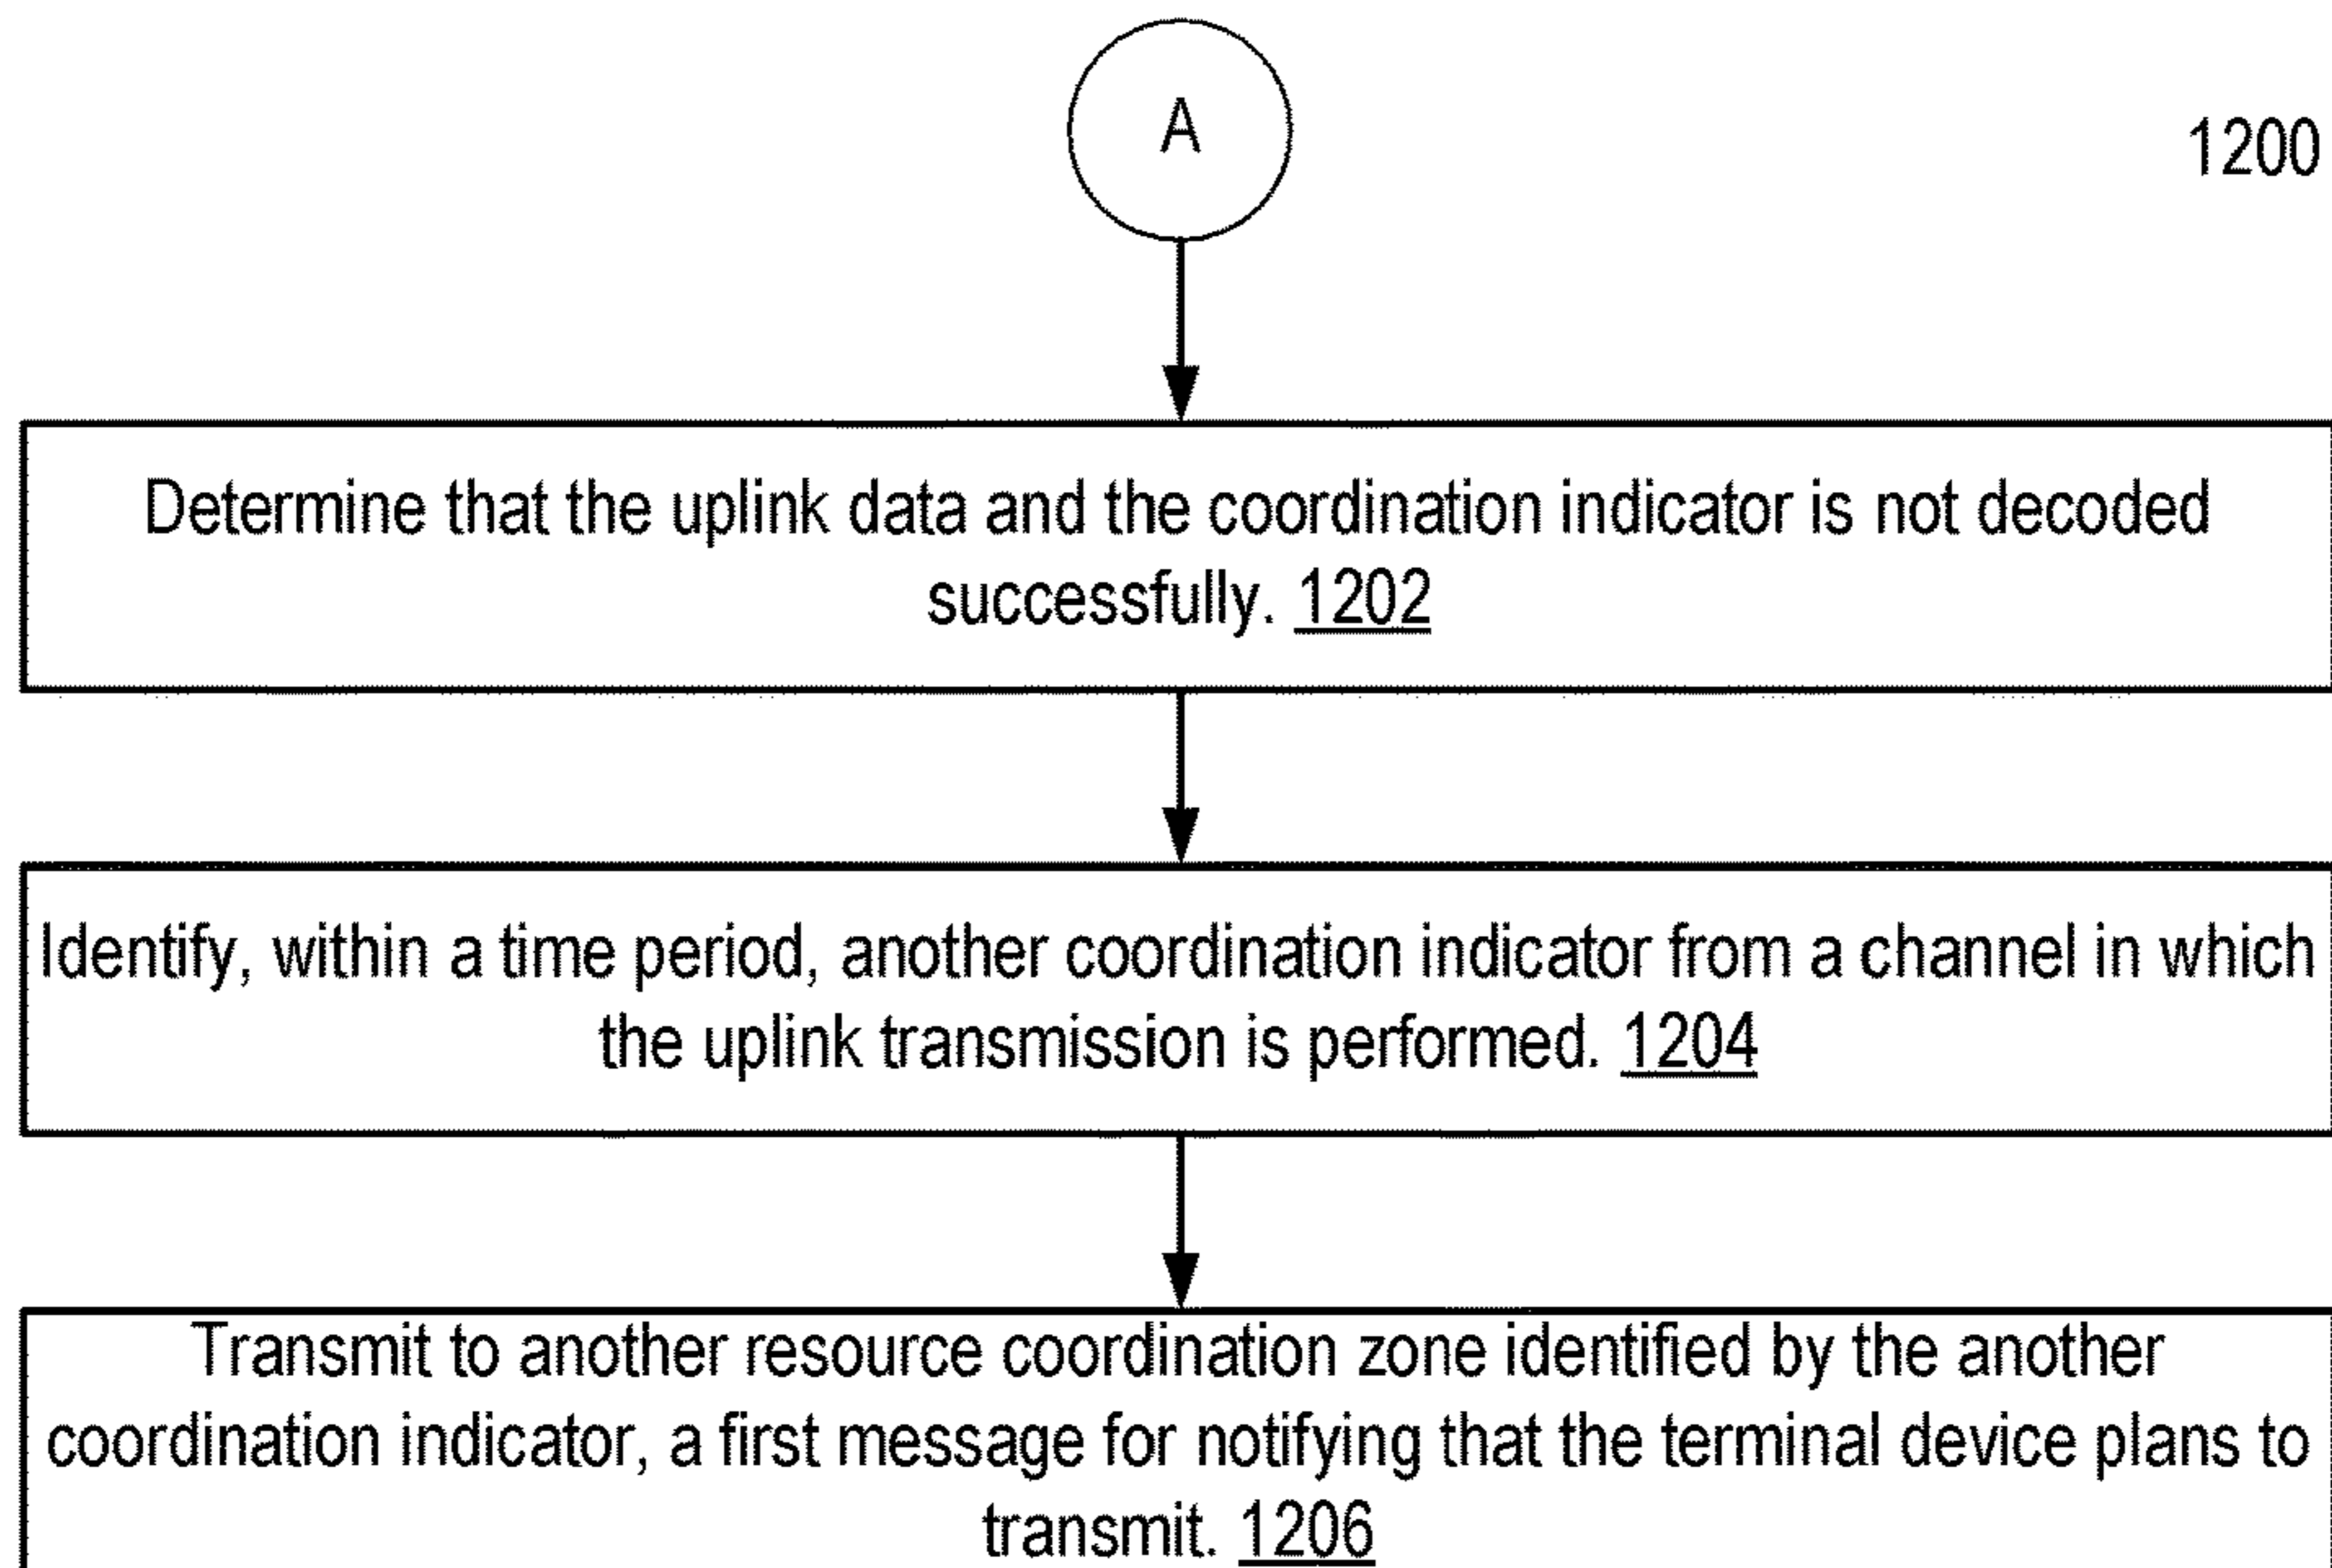 A
1200
Determine that the uplink data and the coordination indicator is not decoded
successfully. 1202
Identify, within a time period, another coordination indicator from a channel in which
the uplink transmission is performed. 1204
Transmit to another resource coordination zone identified by the another
coordination indicator, a first message for notifying that the terminal device plans to
transmit. 1206